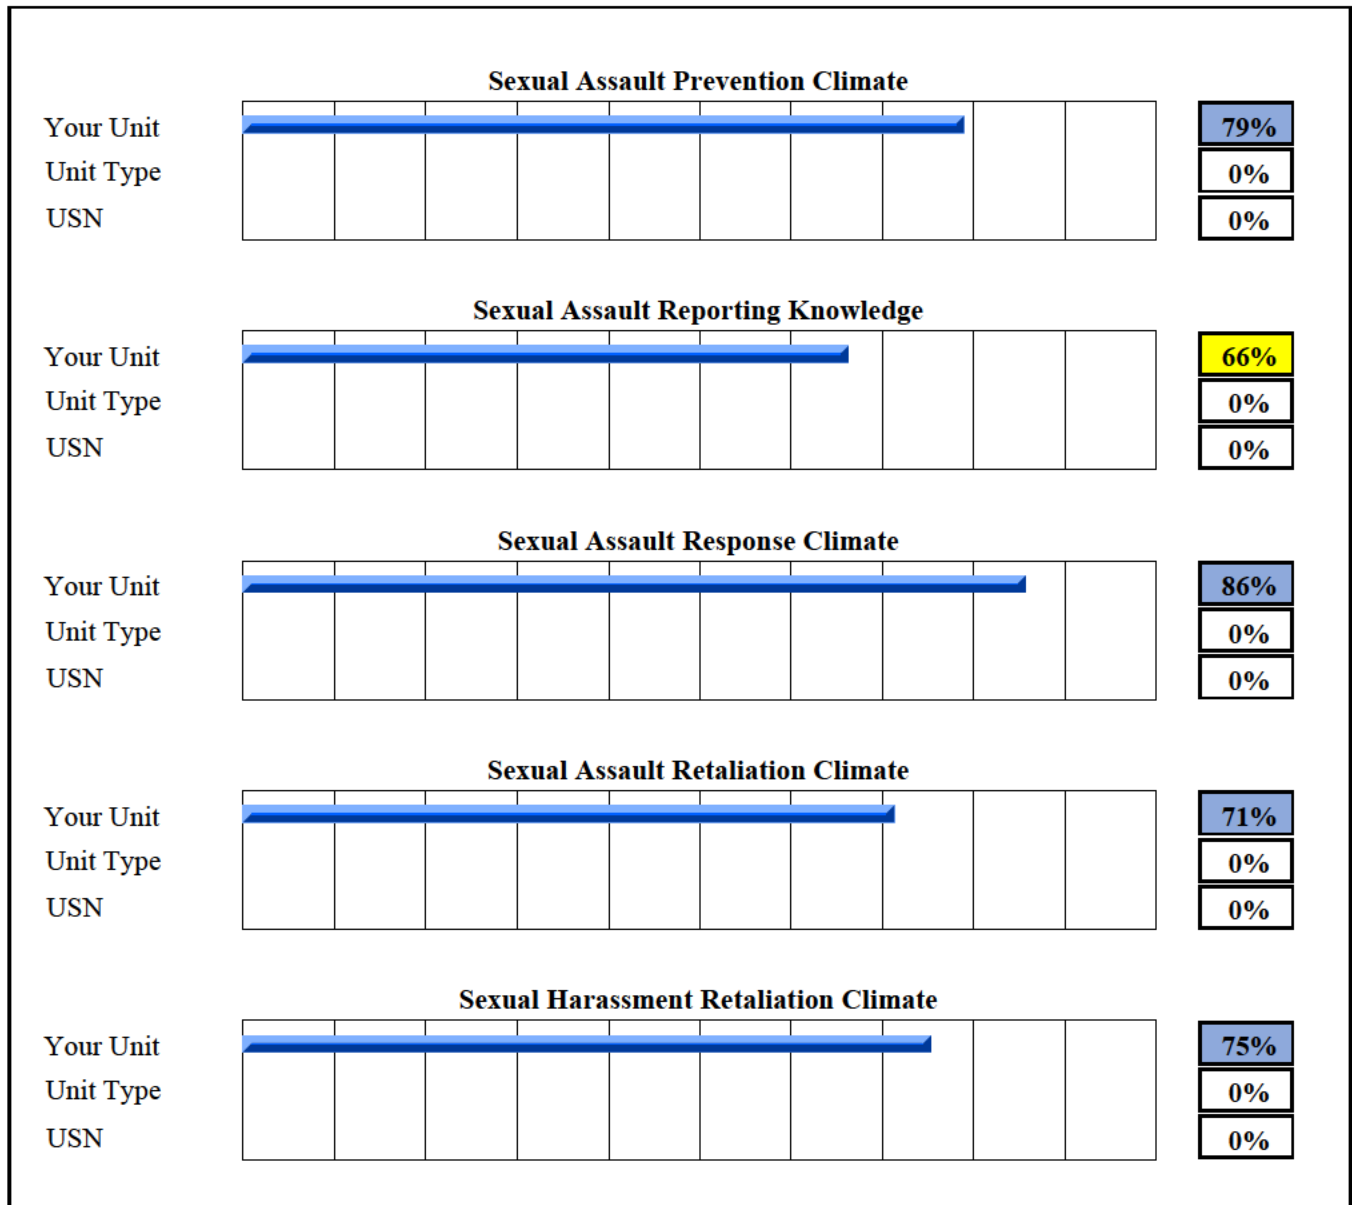 Sexual Assault Prevention Climate
Your Unit 79%
Unit Type 0%
USN 0%
Sexual Assault Reporting Knowledge
Your Unit 66%
Unit Type 0%
USN 0%
Sexual Assault Response Climate
Your Unit 86%
Unit Type 0%
USN 0%
Sexual Assault Retaliation Climate
Your Unit 71%
Unit Type 0%
USN 0%
Sexual Harassment Retaliation Climate
Your Unit 75%
Unit Type 0%
USN 0%